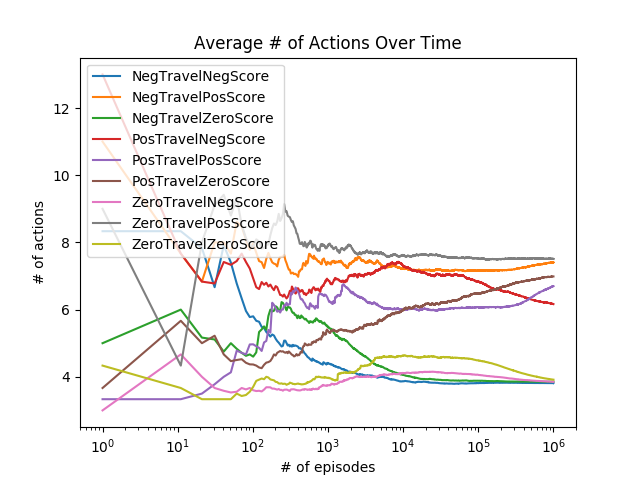 Average # of Actions Over Time
NegTravelNegScore
NegTravelPosScore
NegTravelZeroScore
PosTravelNegScore
PosTravelPosScore
PosTravelZeroScore
ZeroTravelNegScore
ZeroTravelPosScore
ZeroTravelZeroScore
12
10
8
6
4
# of actions
10⁰ 10¹ 10² 10³ 10⁴ 10⁵ 10⁶
# of episodes